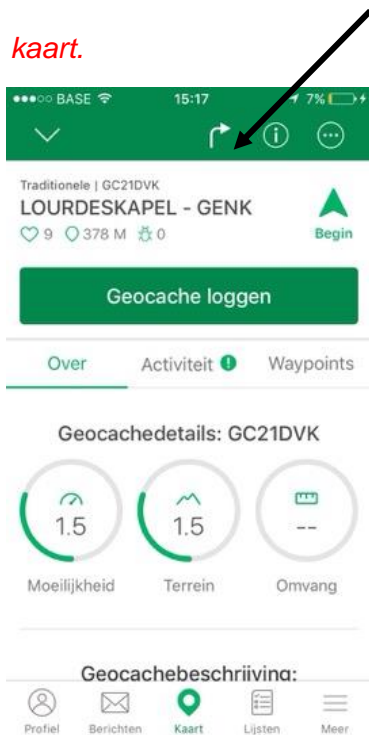 kaart.
BASE 15:17 7%
Traditionele | GC21DVK
LOURDESKAPEL - GENK
9 378 M 0
Begin
Geocache loggen
Over Activiteit Waypoints
Geocachedetails: GC21DVK
1.5 1.5 --
Moeilijkheid Terrein Omvang
Geocachebeschrijving:
Profiel Berichten Kaart Lijsten Meer